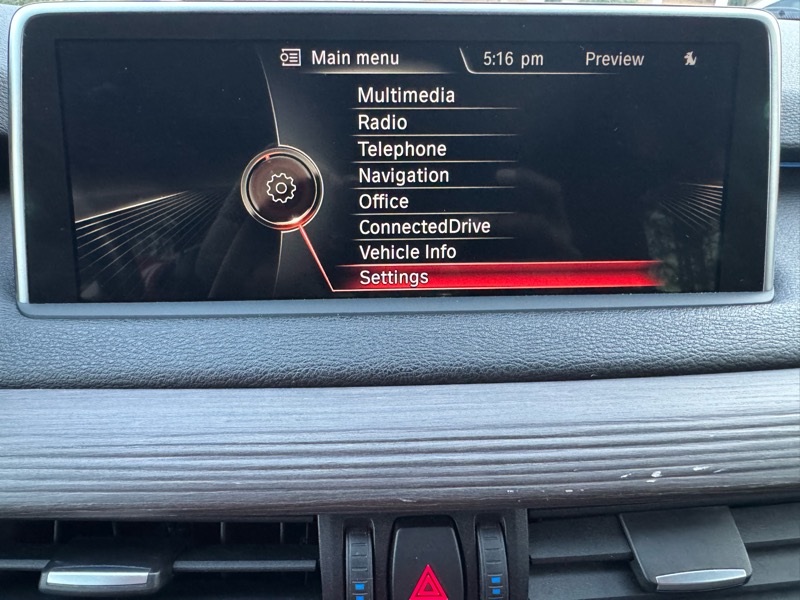 Main menu 5:16 pm Preview
Multimedia
Radio
Telephone
Navigation
Office
ConnectedDrive
Vehicle Info
Settings